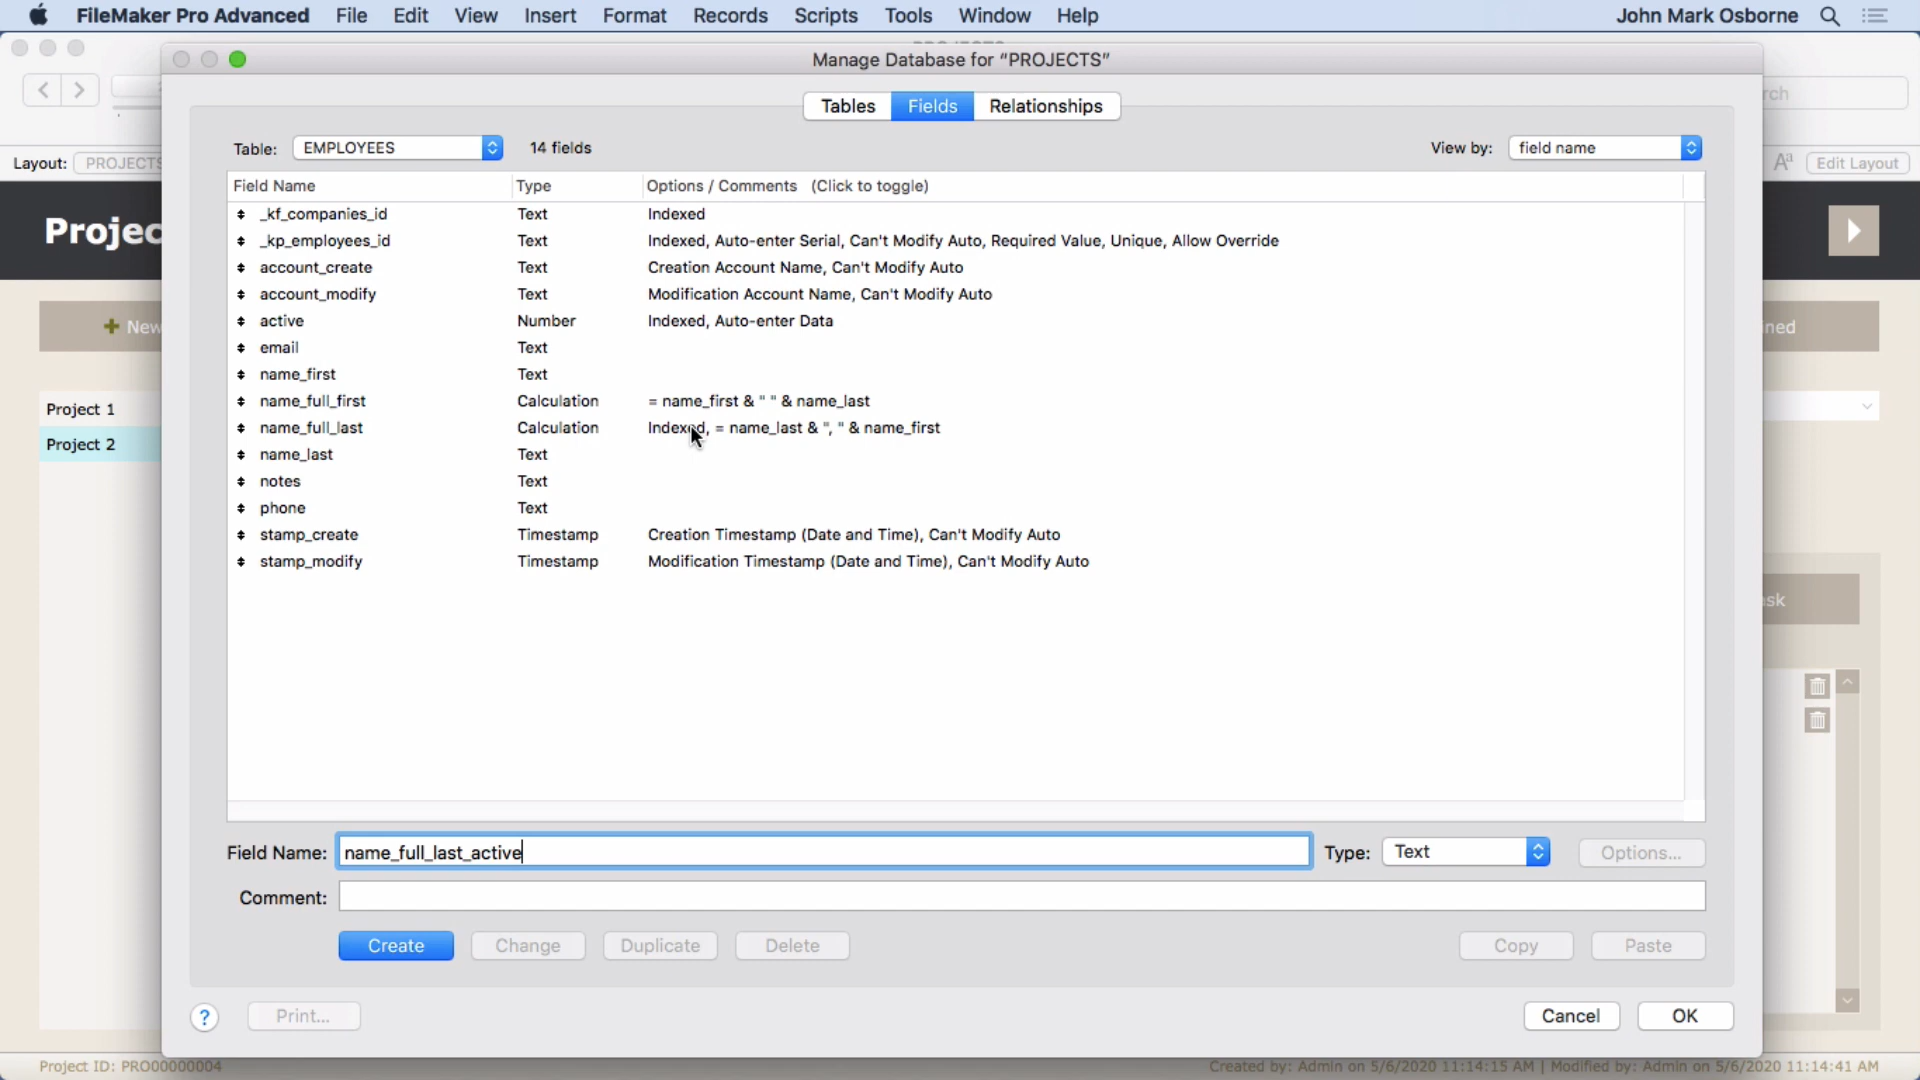 FileMaker Pro Advanced File Edit View Insert Format Records Scripts Tools Window Help John Mark Osborne
Manage Database for "PROJECTS"
Layout: PROJECTS
Edit Layout
Tables Fields Relationships
Table: EMPLOYEES 14 fields View by: field name
Field Name Type Options / Comments (Click to toggle)
_kf_companies_id Text Indexed
_kp_employees_id Text Indexed, Auto-enter Serial, Can't Modify Auto, Required Value, Unique, Allow Override
account_create Text Creation Account Name, Can't Modify Auto
account_modify Text Modification Account Name, Can't Modify Auto
active Number Indexed, Auto-enter Data
email Text
name_first Text
name_full_first Calculation = name_first & " " & name_last
name_full_last Calculation Indexed, = name_last & ", " & name_first
name_last Text
notes Text
phone Text
stamp_create Timestamp Creation Timestamp (Date and Time), Can't Modify Auto
stamp_modify Timestamp Modification Timestamp (Date and Time), Can't Modify Auto
Projec
New
Project 1
Project 2
Field Name: name_full_last_active Type: Text Options...
Comment:
Create Change Duplicate Delete Copy Paste
? Print... Cancel OK
Project ID: PRO00000004 Created by: Admin on 5/6/2020 11:14:15 AM | Modified by: Admin on 5/6/2020 11:14:41 AM